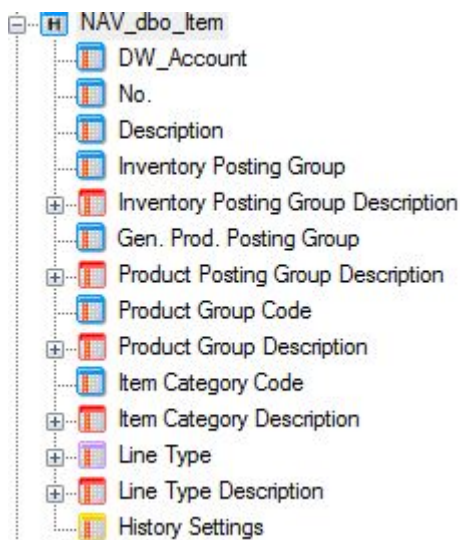 H NAV_dbo_Item
DW_Account
No.
Description
Inventory Posting Group
Inventory Posting Group Description
Gen. Prod. Posting Group
Product Posting Group Description
Product Group Code
Product Group Description
Item Category Code
Item Category Description
Line Type
Line Type Description
History Settings